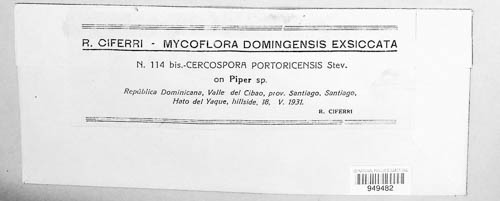 R. CIFERRI - MYCOFLORA DOMINGENSIS EXSICCATA
N. 114 bis.-CERCOSPORA PORTORICENSIS Stev.
on Piper sp.
República Dominicana, Valle del Cibao, prov. Santiago, Santiago,
Hato del Yaque, hillside, 18, V. 1931.
R. CIFERRI
949482